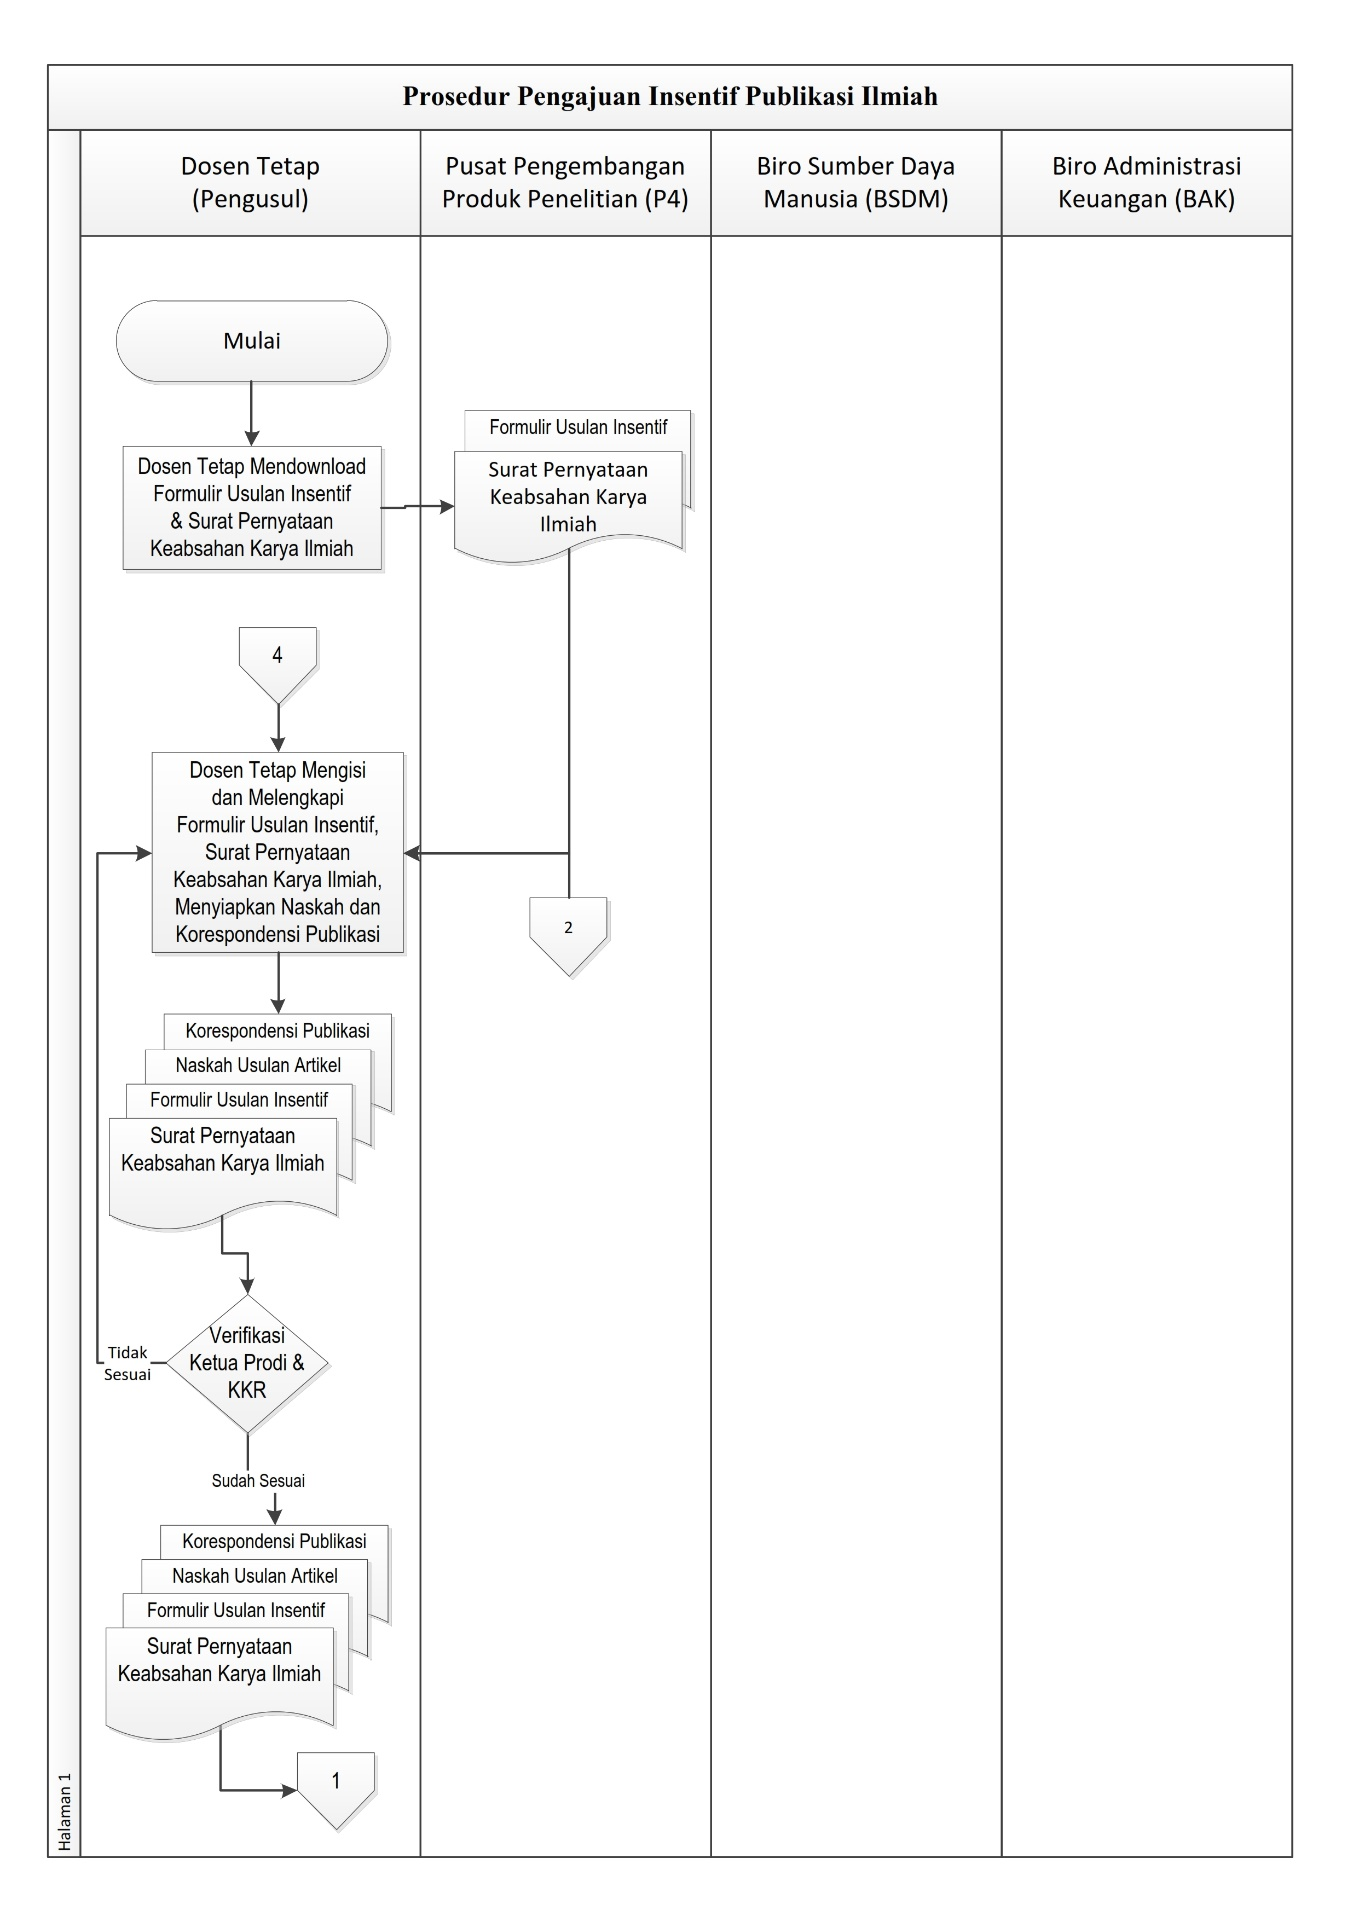 Prosedur Pengajuan Insentif Publikasi Ilmiah
Dosen Tetap
(Pengusul)
Pusat Pengembangan
Produk Penelitian (P4)
Biro Sumber Daya
Manusia (BSDM)
Biro Administrasi
Keuangan (BAK)
Mulai
Dosen Tetap Mendownload
Formulir Usulan Insentif
& Surat Pernyataan
Keabsahan Karya Ilmiah
Formulir Usulan Insentif
Surat Pernyataan
Keabsahan Karya
Ilmiah
4
Dosen Tetap Mengisi
dan Melengkapi
Formulir Usulan Insentif,
Surat Pernyataan
Keabsahan Karya Ilmiah,
Menyiapkan Naskah dan
Korespondensi Publikasi
2
Korespondensi Publikasi
Naskah Usulan Artikel
Formulir Usulan Insentif
Surat Pernyataan
Keabsahan Karya Ilmiah
Verifikasi
Ketua Prodi &
KKR
Tidak
Sesuai
Sudah Sesuai
Korespondensi Publikasi
Naskah Usulan Artikel
Formulir Usulan Insentif
Surat Pernyataan
Keabsahan Karya Ilmiah
1
Halaman 1